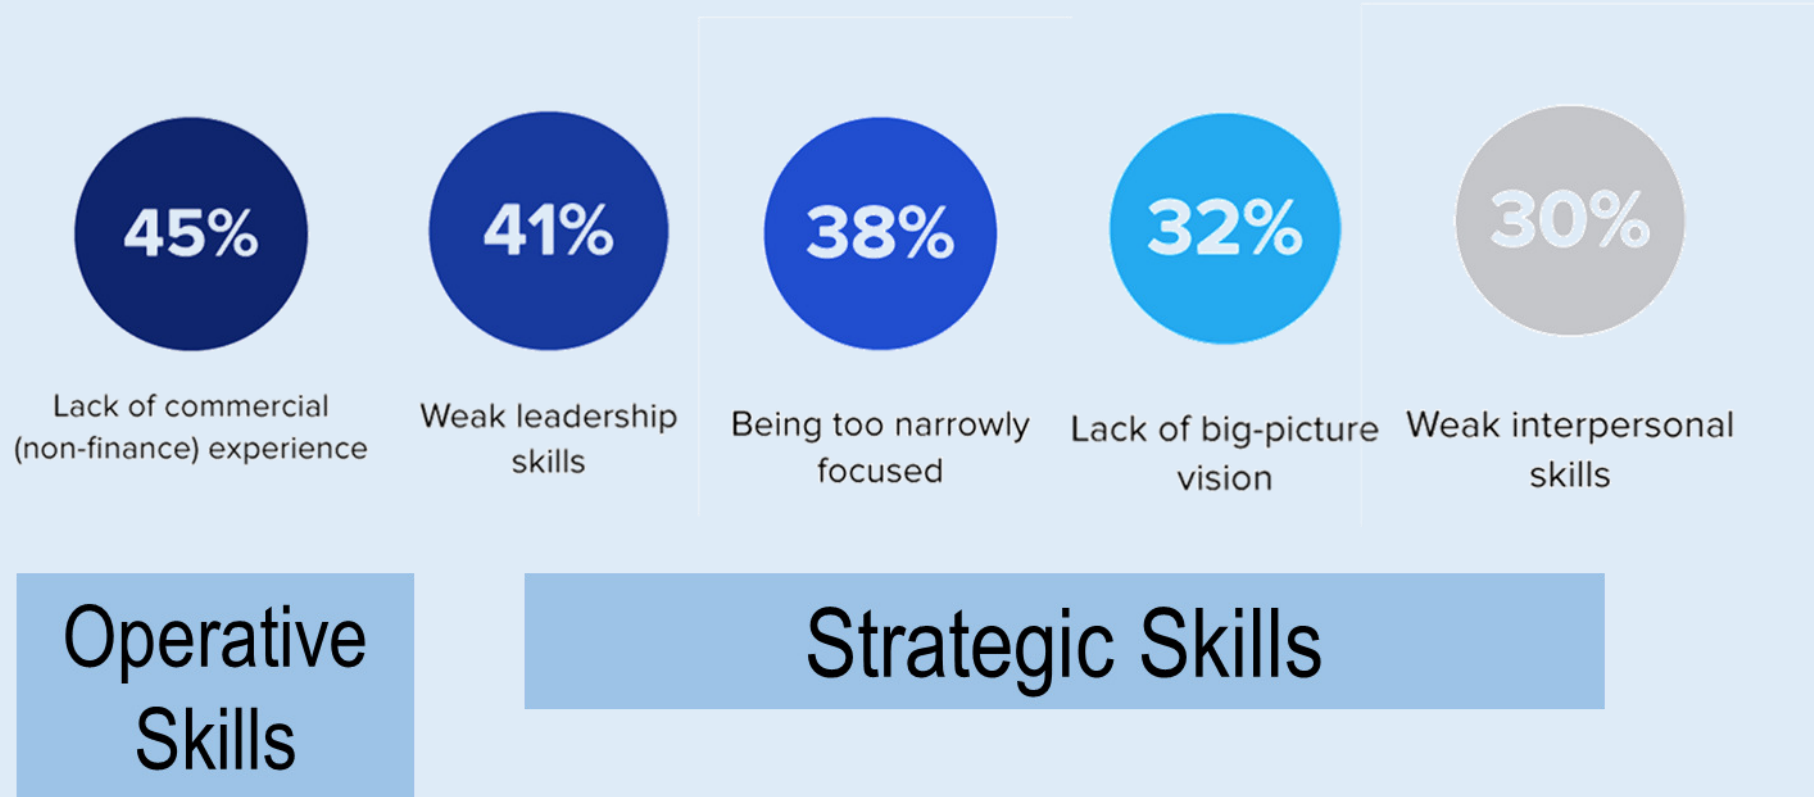 45%
41%
38%
32%
30%
Lack of commercial
(non-finance) experience
Weak leadership
skills
Being too narrowly
focused
Lack of big-picture
vision
Weak interpersonal
skills
Operative
Skills
Strategic Skills